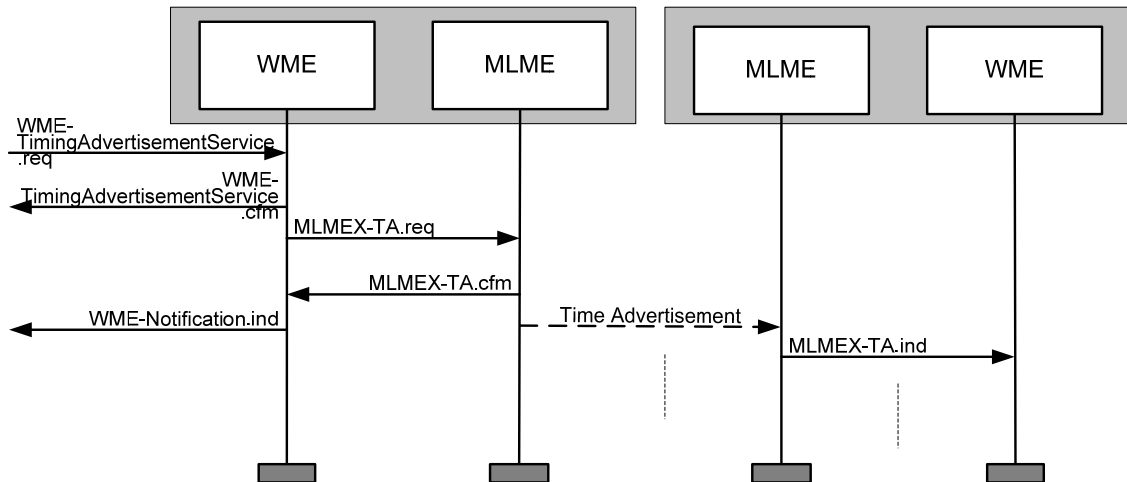 WME
MLME
MLME
WME
WME-
TimingAdvertisementService
.req
WME-
TimingAdvertisementService
.cfm
MLMEX-TA.req
MLMEX-TA.cfm
WME-Notification.ind
Time Advertisement
MLMEX-TA.ind